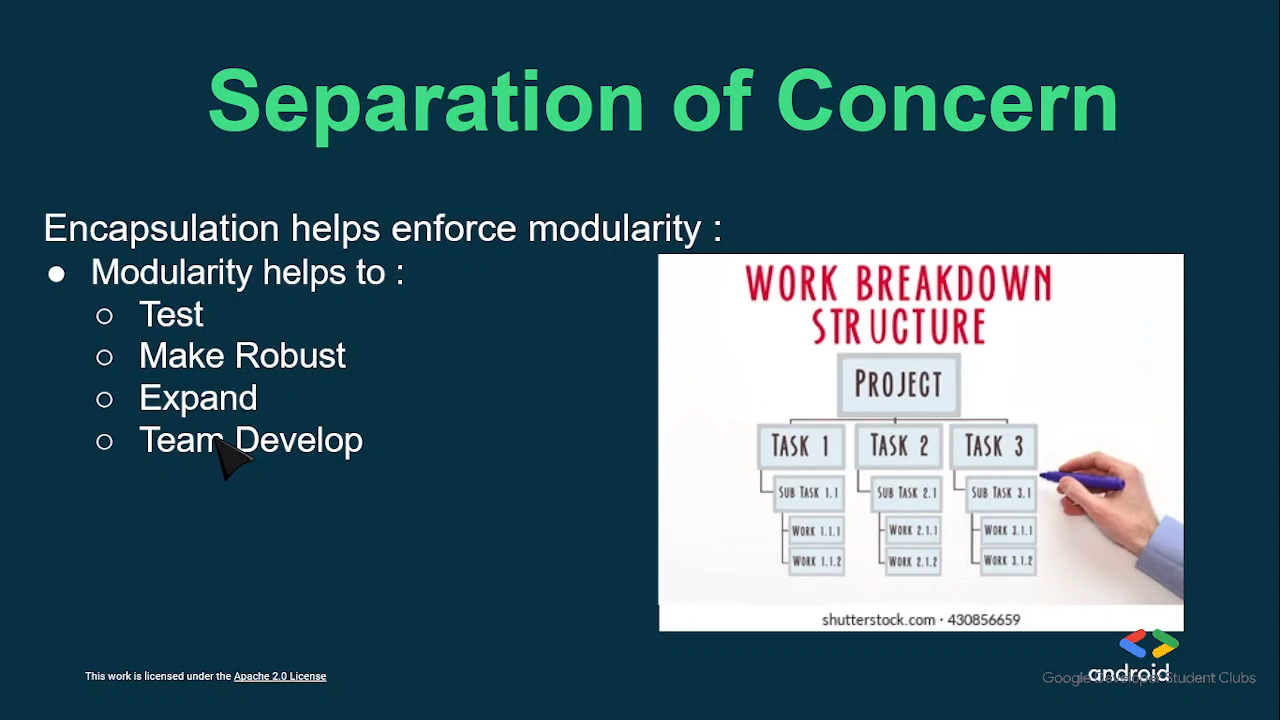 Separation of Concern
Encapsulation helps enforce modularity :
● Modularity helps to :
○ Test
○ Make Robust
○ Expand
○ Team Develop
WORK BREAKDOWN
STRUCTURE
PROJECT
TASK 1 TASK 2 TASK 3
SUB TASK 1.1 SUB TASK 2.1 SUB TASK 3.1
WORK 1.1.1 WORK 2.1.1 WORK 3.1.1
WORK 1.1.2 WORK 2.1.2 WORK 3.1.2
shutterstock.com · 430856659
This work is licensed under the Apache 2.0 License
android
Google Developer Student Clubs